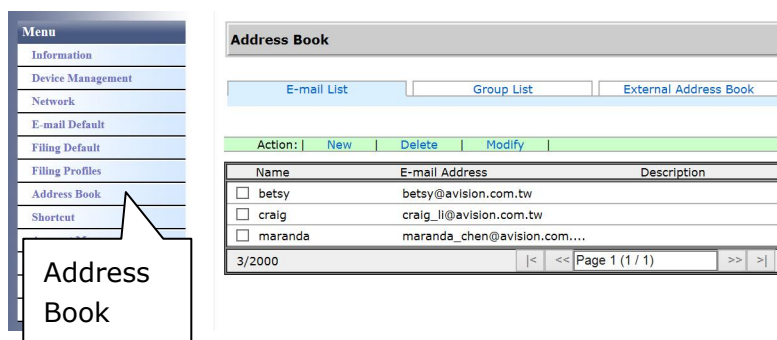 Menu
Information
Device Management
Network
E-mail Default
Filing Default
Filing Profiles
Address Book
Shortcut
Address
Book
Address Book
E-mail List Group List External Address Book
Action: | New | Delete | Modify |
Name E-mail Address Description
betsy betsy@avision.com.tw
craig craig_li@avision.com.tw
maranda maranda_chen@avision.com....
3/2000 |< << Page 1 (1 / 1) >> >|